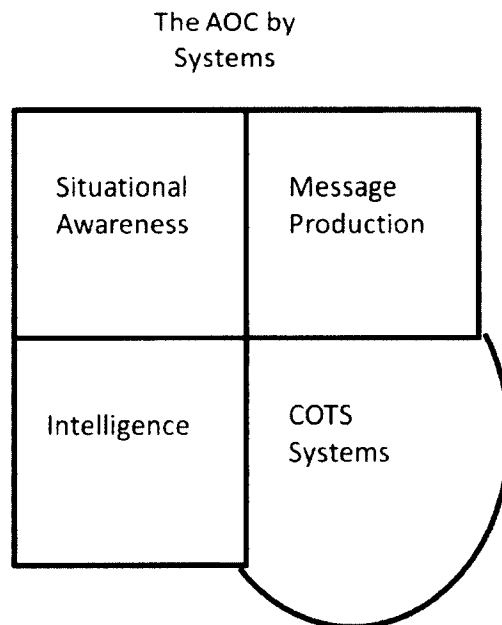 The AOC by
Systems
Situational
Awareness
Message
Production
Intelligence
COTS
Systems